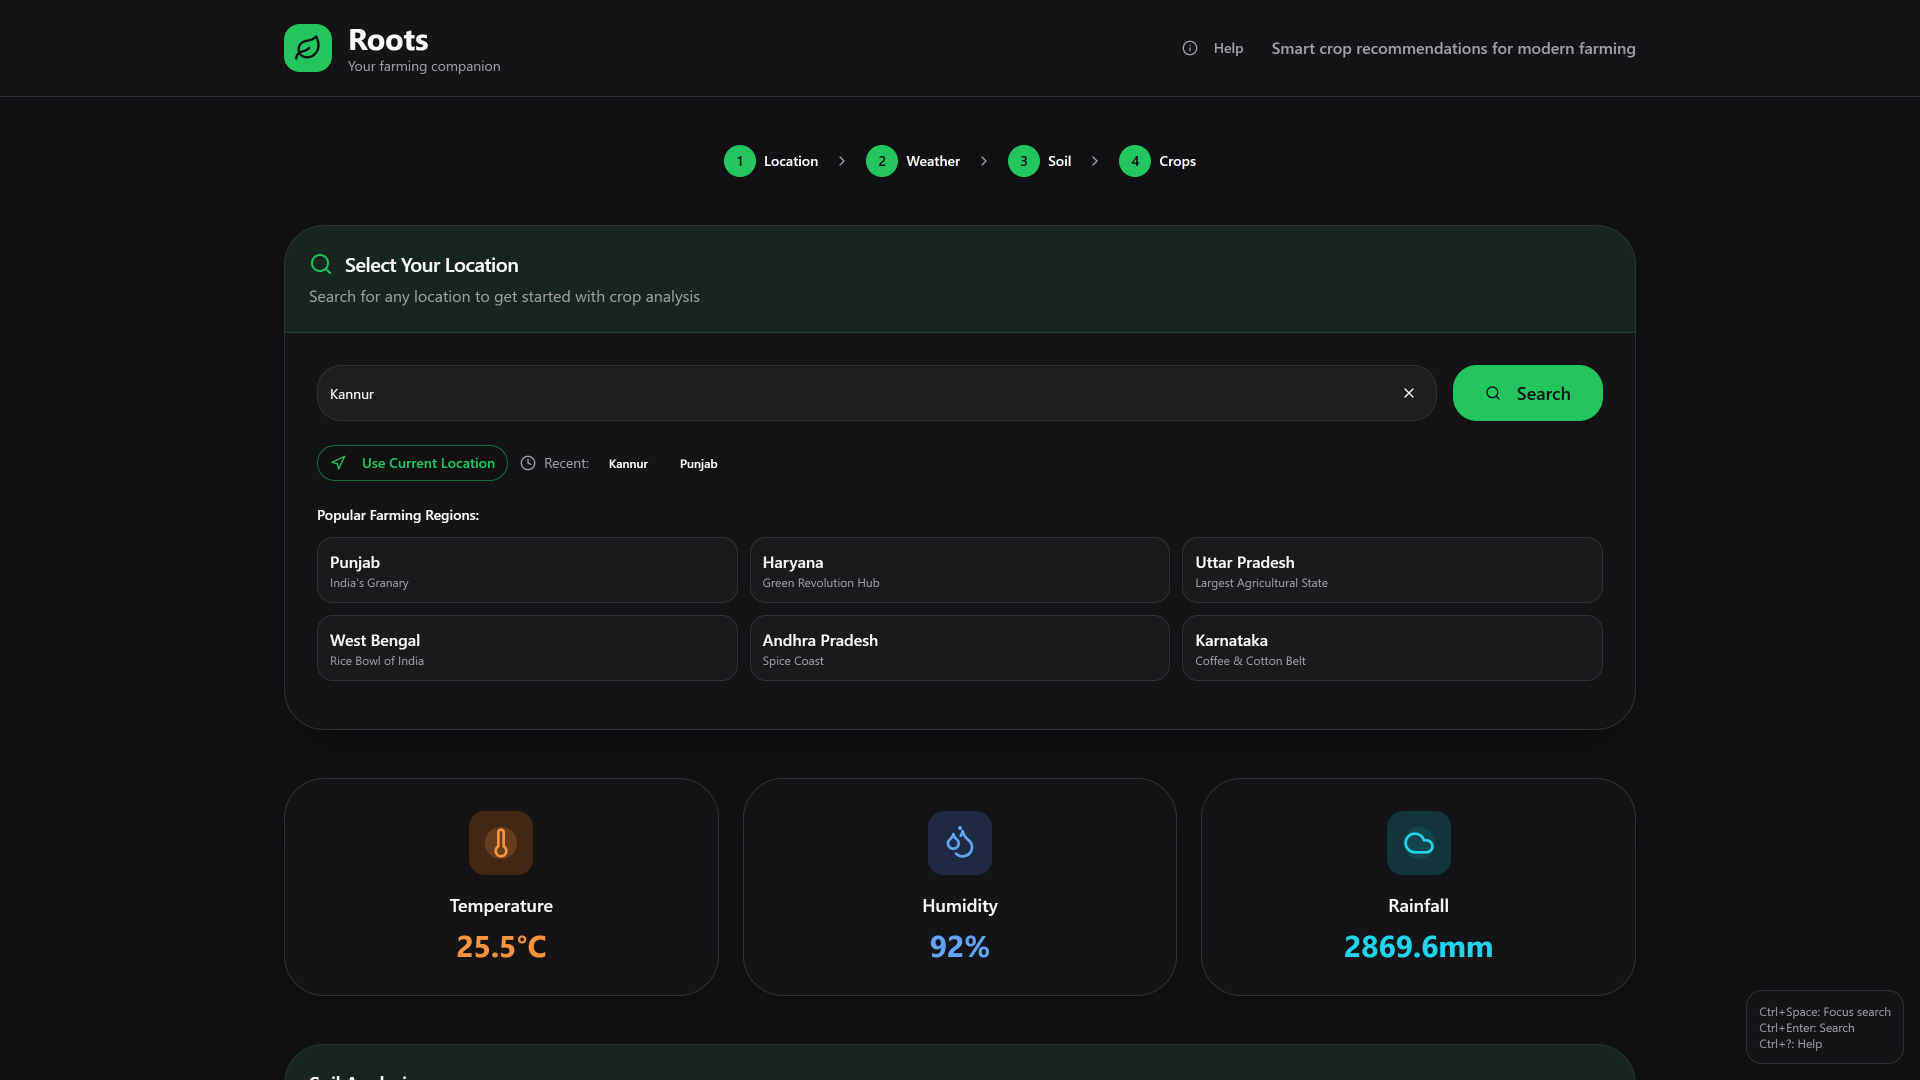 Roots
Your farming companion
Help
Smart crop recommendations for modern farming
1 Location
2 Weather
3 Soil
4 Crops
Select Your Location
Search for any location to get started with crop analysis
Kannur
Search
Use Current Location
Recent:
Kannur
Punjab
Popular Farming Regions:
Punjab
India's Granary
Haryana
Green Revolution Hub
Uttar Pradesh
Largest Agricultural State
West Bengal
Rice Bowl of India
Andhra Pradesh
Spice Coast
Karnataka
Coffee & Cotton Belt
Temperature
25.5°C
Humidity
92%
Rainfall
2869.6mm
Ctrl+Space: Focus search
Ctrl+Enter: Search
Ctrl+?: Help